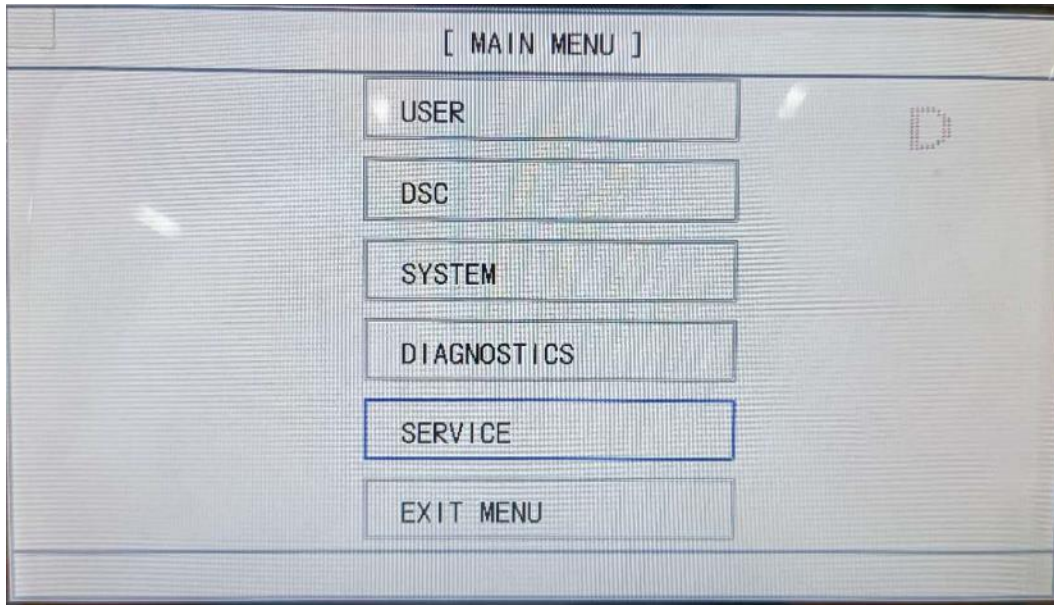 [ MAIN MENU ]
D
USER
DSC
SYSTEM
DIAGNOSTICS
SERVICE
EXIT MENU